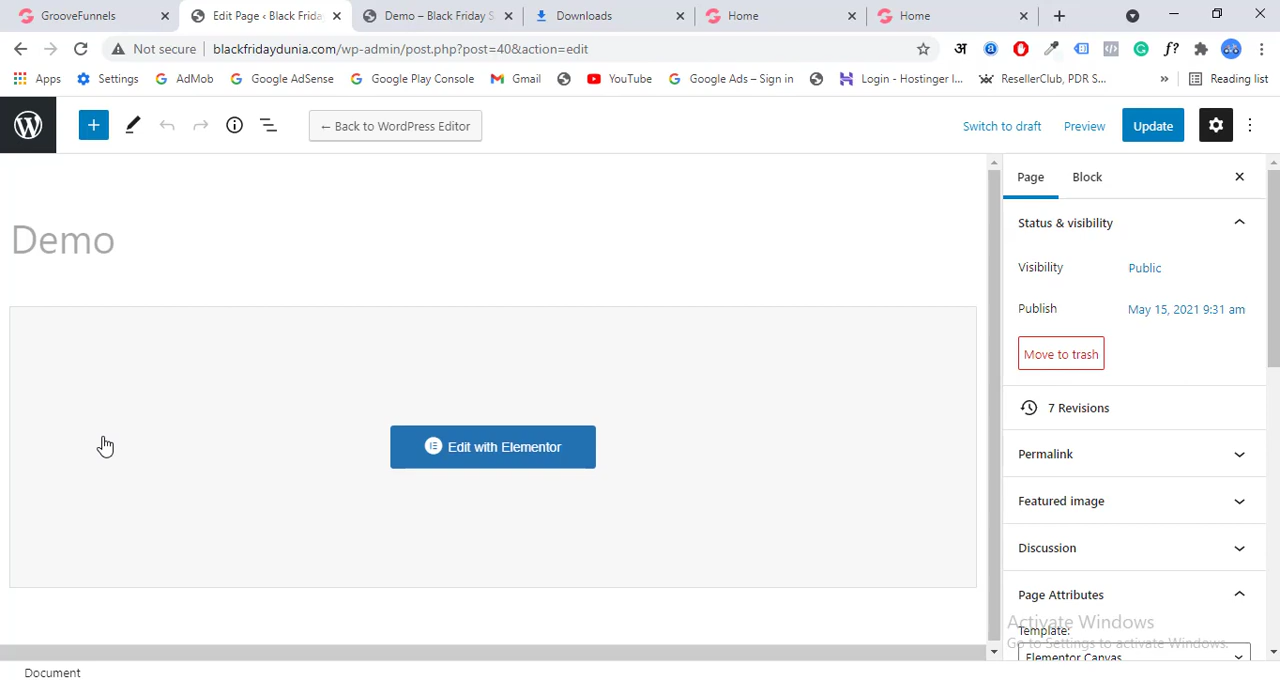 GrooveFunnels
Edit Page ‹ Black Frida
Demo – Black Friday S
Downloads
Home
Home
Not secure
blackfridaydunia.com/wp-admin/post.php?post=40&action=edit
Apps
Settings
AdMob
Google AdSense
Google Play Console
Gmail
YouTube
Google Ads – Sign in
Login - Hostinger I...
ResellerClub, PDR S...
»
Reading list
← Back to WordPress Editor
Switch to draft
Preview
Update
Page
Block
Demo
Status & visibility
Visibility
Public
Publish
May 15, 2021 9:31 am
Move to trash
7 Revisions
Edit with Elementor
Permalink
Featured image
Discussion
Page Attributes
Activate Windows
Template:
Go to Settings to activate Windows.
Elementor Canvas
Document